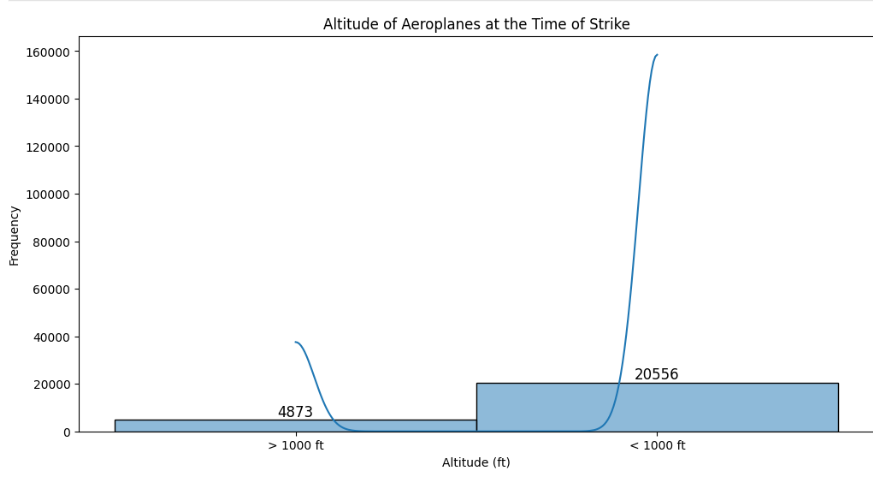 Altitude of Aeroplanes at the Time of Strike
160000
140000
120000
100000
80000
60000
40000
20000
0
Frequency
4873
20556
> 1000 ft
< 1000 ft
Altitude (ft)